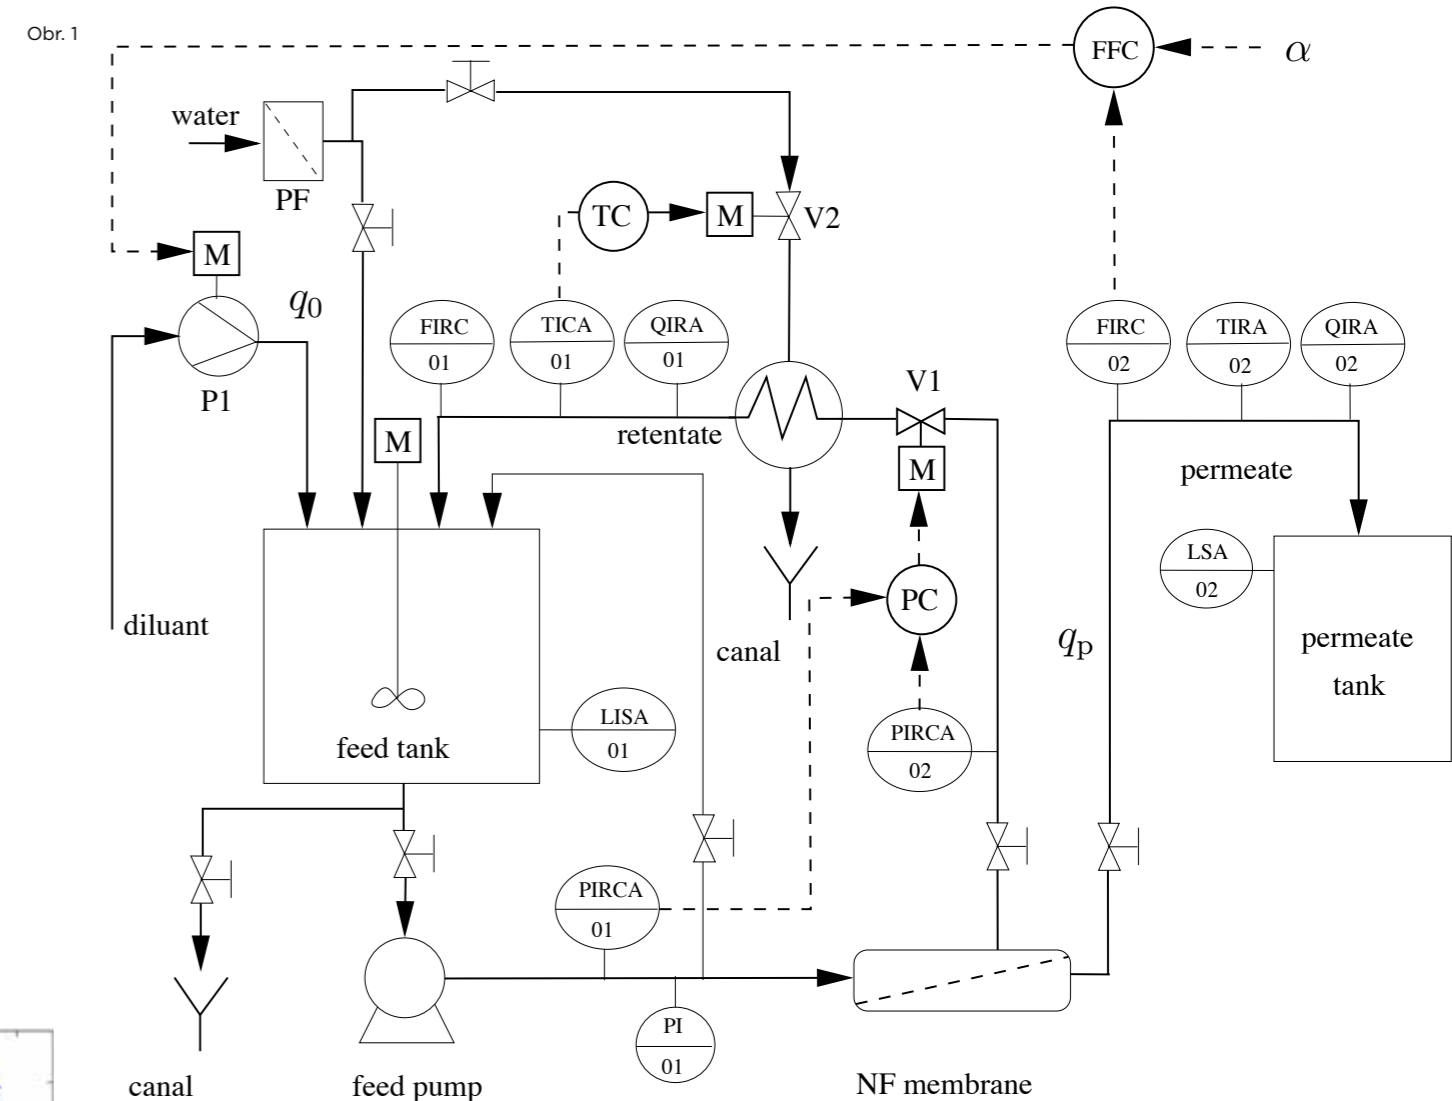 Obr. 1
FFC
α
water
PF
TC
M
V2
M
q0
P1
FIRC
01
TICA
01
QIRA
01
FIRC
02
TIRA
02
QIRA
02
V1
M
retentate
M
permeate
LSA
02
PC
diluant
canal
qp
permeate
tank
feed tank
LISA
01
PIRCA
02
PIRCA
01
PI
01
canal
feed pump
NF membrane